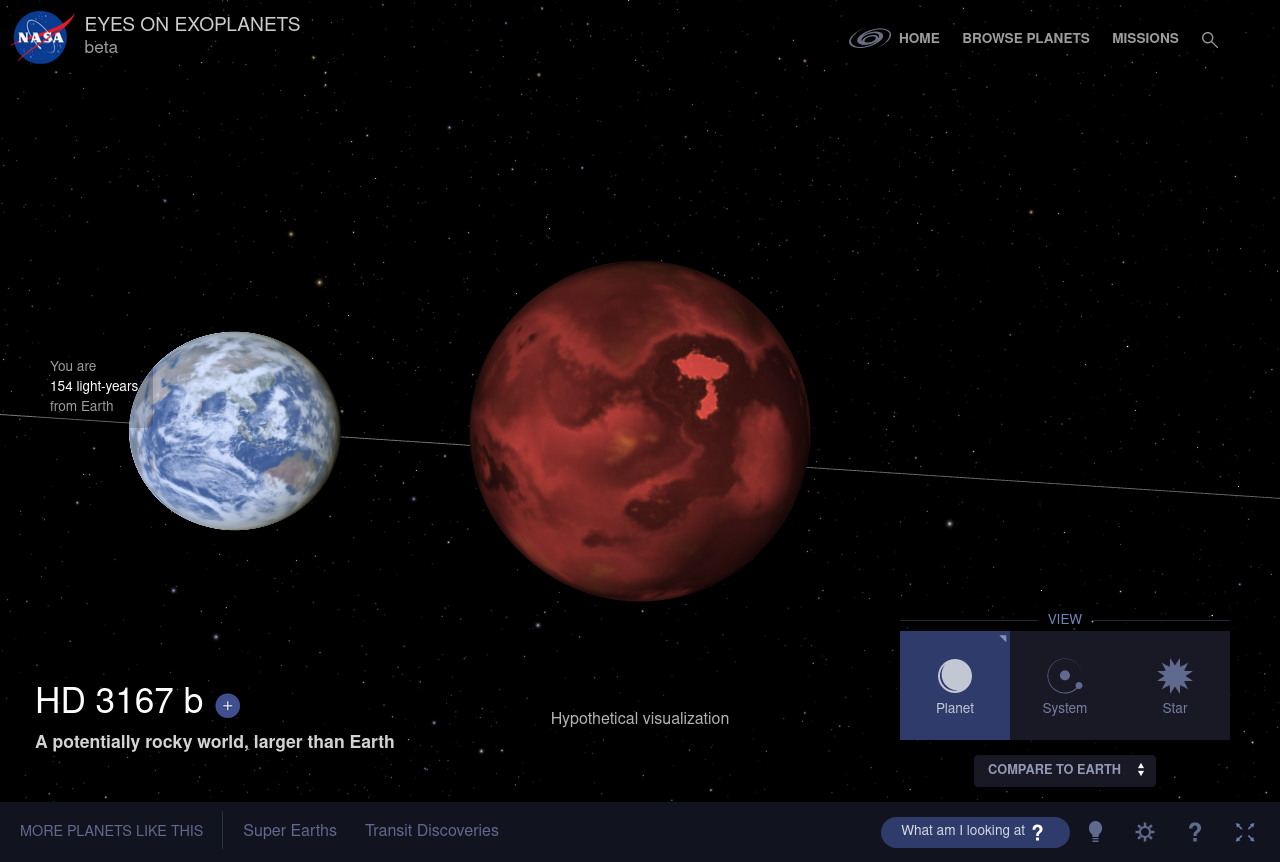 NASA
EYES ON EXOPLANETS
beta
HOME
BROWSE PLANETS
MISSIONS
You are
154 light-years
from Earth
HD 3167 b +
A potentially rocky world, larger than Earth
Hypothetical visualization
VIEW
Planet
System
Star
COMPARE TO EARTH
MORE PLANETS LIKE THIS
Super Earths
Transit Discoveries
What am I looking at ?
?